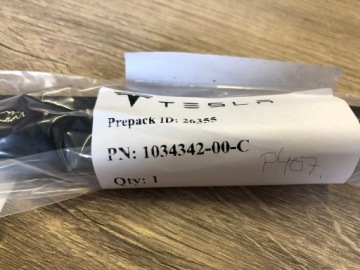 TESLA
Prepack ID: 26355
PN: 1034342-00-C
Qty: 1